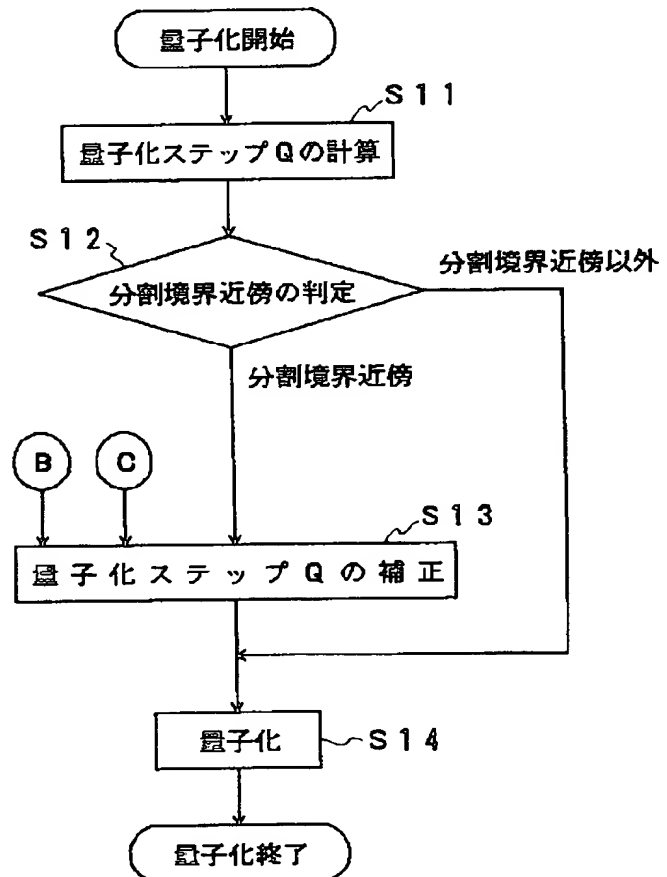 量子化開始
S11
量子化ステップQの計算
S12
分割境界近傍の判定
分割境界近傍以外
分割境界近傍
B
C
S13
量子化ステップQの補正
量子化
S14
量子化終了